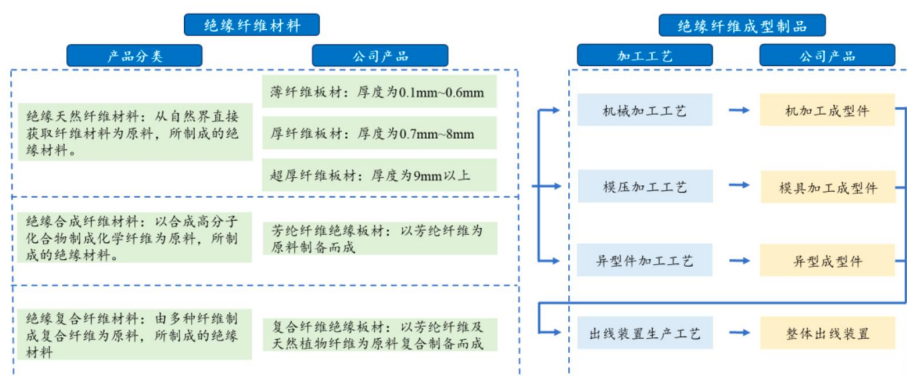 绝缘纤维材料
产品分类
公司产品
绝缘天然纤维材料：从自然界直接
获取纤维材料为原料，所制成的绝
缘材料。
薄纤维板材：厚度为0.1mm~0.6mm
厚纤维板材：厚度为0.7mm~8mm
超厚纤维板材：厚度为9mm以上
绝缘合成纤维材料：以合成高分子
化合物制成化学纤维为原料，所制
成的绝缘材料。
芳纶纤维绝缘板材：以芳纶纤维为
原料制备而成
绝缘复合纤维材料：由多种纤维制
成复合纤维为原料，所制成的绝缘
材料
复合纤维绝缘板材：以芳纶纤维及
天然植物纤维为原料复合制备而成
绝缘纤维成型制品
加工工艺
公司产品
机械加工工艺
机加工成型件
模压加工工艺
模具加工成型件
异型件加工工艺
异型成型件
出线装置生产工艺
整体出线装置